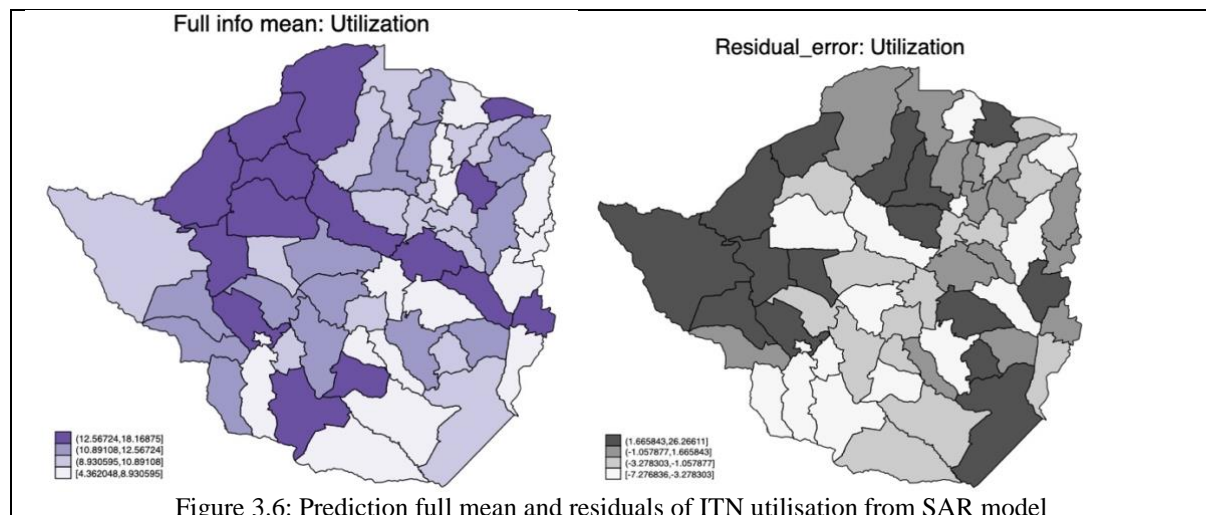 Full info mean: Utilization
(12.56724,18.16875]
(10.89108,12.56724]
(8.930595,10.89108]
[4.362048,8.930595]
Residual_error: Utilization
(1.665843,26.26611]
(-1.057877,1.665843]
(-3.278303,-1.057877]
[-7.276836,-3.278303]
Figure 3.6: Prediction full mean and residuals of ITN utilisation from SAR model